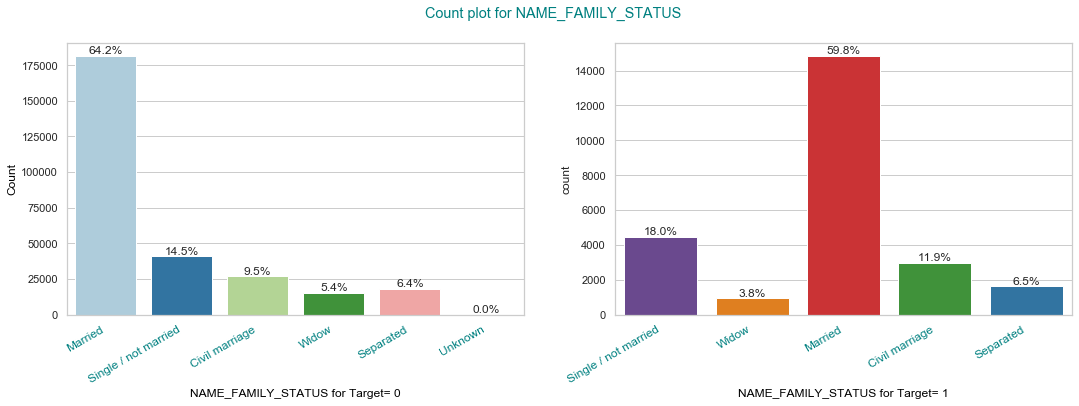 Count plot for NAME_FAMILY_STATUS
Count
175000
150000
125000
100000
75000
50000
25000
0
64.2%
14.5%
9.5%
5.4%
6.4%
0.0%
Married
Single / not married
Civil marriage
Widow
Separated
Unknown
NAME_FAMILY_STATUS for Target= 0
count
14000
12000
10000
8000
6000
4000
2000
0
18.0%
3.8%
59.8%
11.9%
6.5%
Single / not married
Widow
Married
Civil marriage
Separated
NAME_FAMILY_STATUS for Target= 1